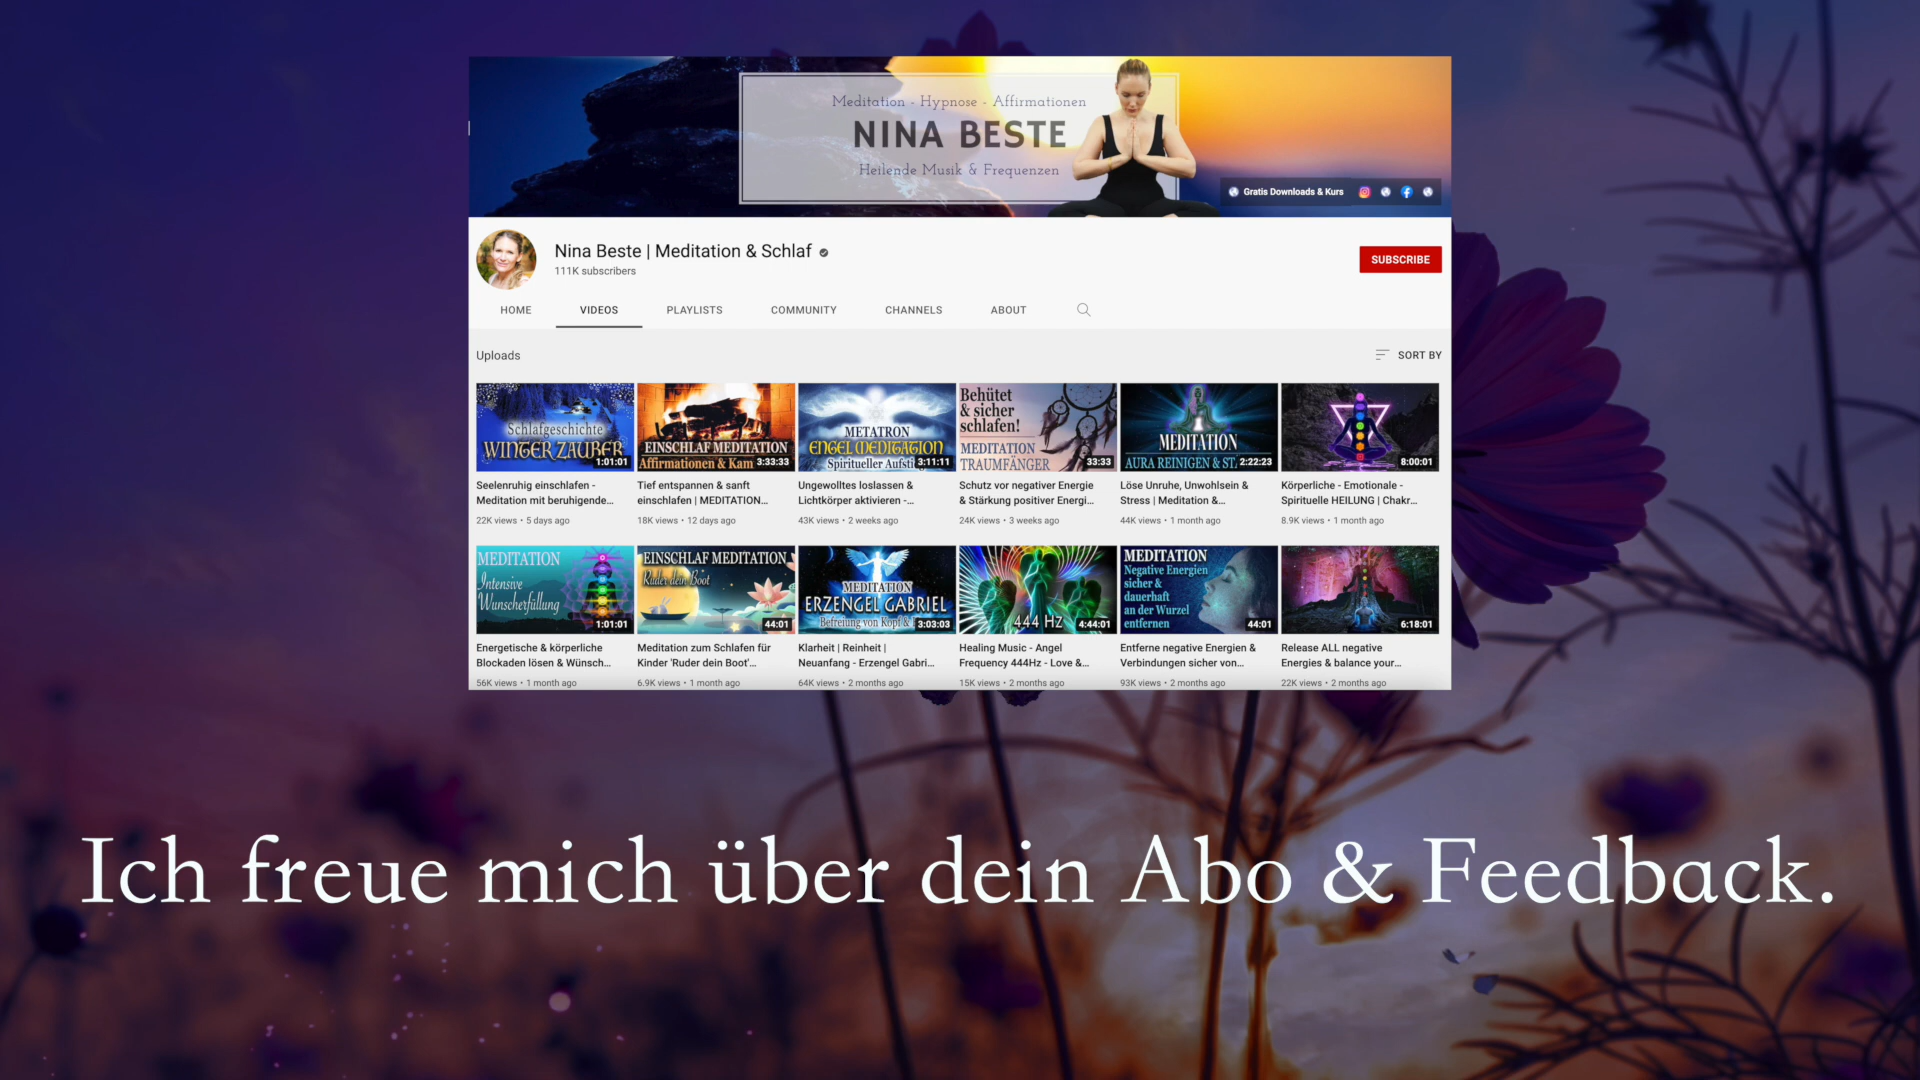 Meditation - Hypnose - Affirmationen
NINA BESTE
Heilende Musik & Frequenzen
Gratis Downloads & Kurs
Nina Beste | Meditation & Schlaf
111K subscribers
SUBSCRIBE
HOME VIDEOS PLAYLISTS COMMUNITY CHANNELS ABOUT
Uploads
SORT BY
Schlafgeschichte
WINTER ZAUBER
1:01:01
Seelenruhig einschlafen -
Meditation mit beruhigende...
22K views • 5 days ago
EINSCHLAF MEDITATION
Affirmationen & Kam
3:33:33
Tief entspannen & sanft
einschlafen | MEDITATION...
18K views • 12 days ago
METATRON
ENGEL MEDITATION
Spiritueller Aufsti
3:11:11
Ungewolltes loslassen &
Lichtkörper aktivieren -...
43K views • 2 weeks ago
Behütet
& sicher
schlafen!
MEDITATION
TRAUMFÄNGER
33:33
Schutz vor negativer Energie
& Stärkung positiver Energi...
24K views • 3 weeks ago
MEDITATION
AURA REINIGEN & ST
2:22:23
Löse Unruhe, Unwohlsein &
Stress | Meditation &...
44K views • 1 month ago
8:00:01
Körperliche - Emotionale -
Spirituelle HEILUNG | Chakr...
8.9K views • 1 month ago
MEDITATION
Intensive
Wunscherfüllung
1:01:01
Energetische & körperliche
Blockaden lösen & Wünsch...
56K views • 1 month ago
EINSCHLAF MEDITATION
Ruder dein Boot
44:01
Meditation zum Schlafen für
Kinder 'Ruder dein Boot'...
6.9K views • 1 month ago
MEDITATION
ERZENGEL GABRIEL
Befreiung von Kopf &
3:03:03
Klarheit | Reinheit |
Neuanfang - Erzengel Gabri...
64K views • 2 months ago
444 Hz
4:44:01
Healing Music - Angel
Frequency 444Hz - Love &...
15K views • 2 months ago
MEDITATION
Negative Energien
sicher &
dauerhaft
an der Wurzel
entfernen
44:01
Entferne negative Energien &
Verbindungen sicher von...
93K views • 2 months ago
6:18:01
Release ALL negative
Energies & balance your...
22K views • 2 months ago
Ich freue mich über dein Abo & Feedback.